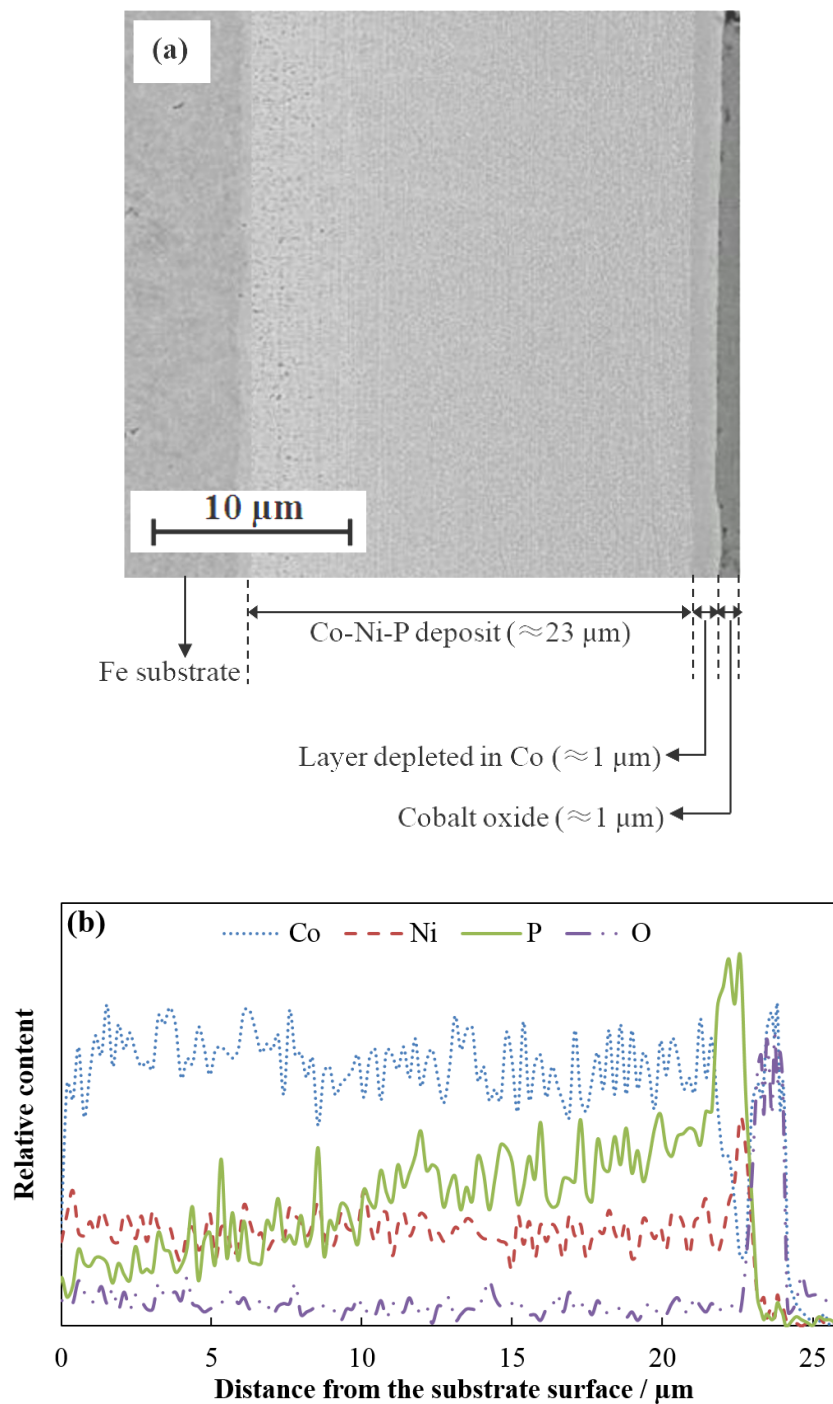 (a)
10 µm
Co-Ni-P deposit (≈23 µm)
Fe substrate
Layer depleted in Co (≈1 µm)
Cobalt oxide (≈1 µm)
(b)
Co Ni P O
Relative content
0 5 10 15 20 25
Distance from the substrate surface / µm